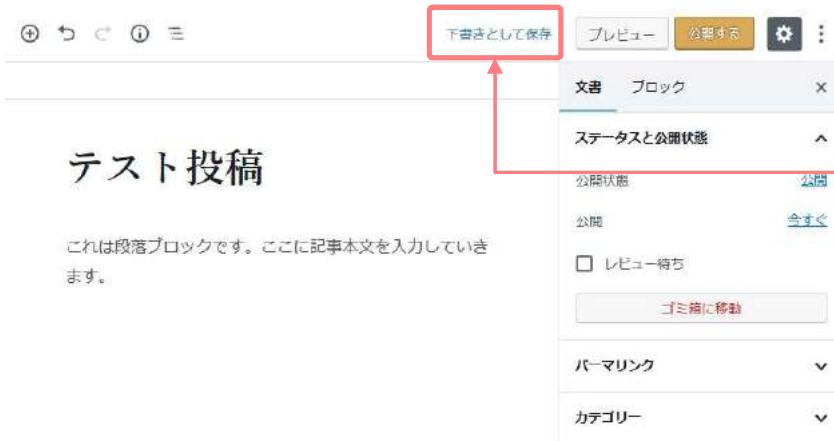 下書きとして保存
プレビュー
公開する
文書 ブロック
ステータスと公開状態
テスト投稿
公開状態 公開
公開 今すぐ
これは段落ブロックです。ここに記事本文を入力していき
ます。
レビュー待ち
ゴミ箱に移動
パーマリンク
カテゴリー